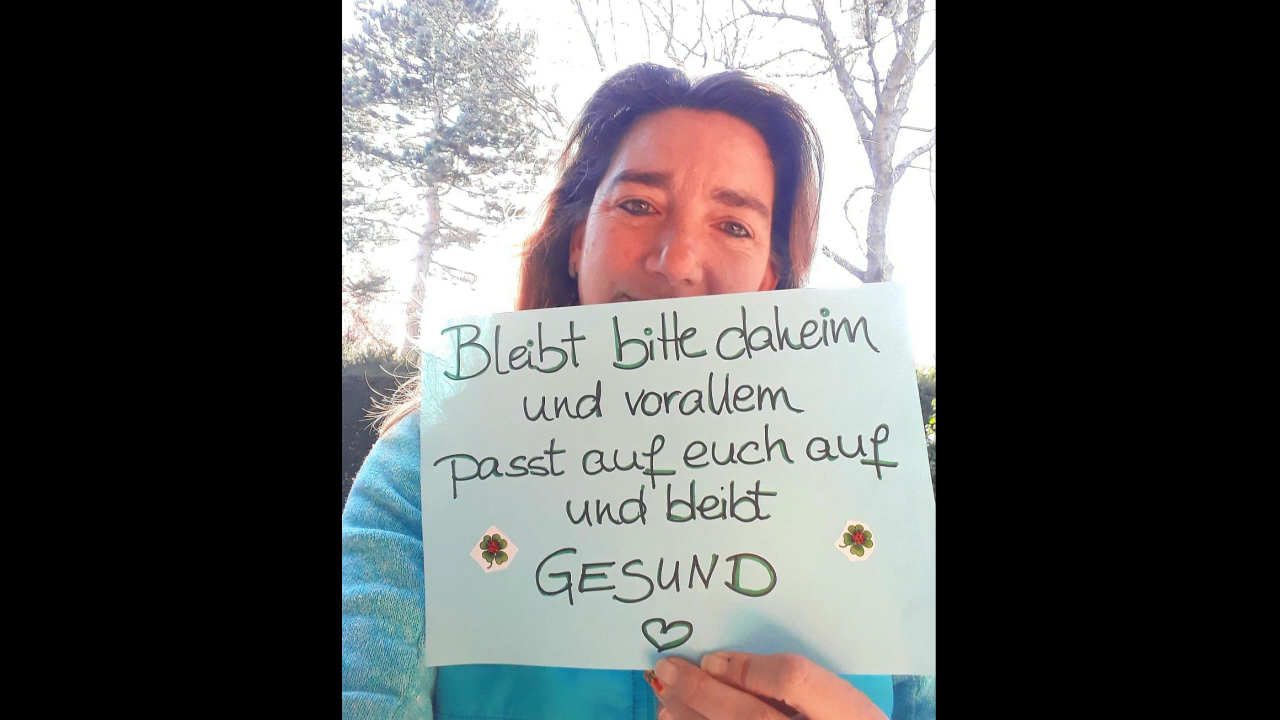 Bleibt bitte daheim
und vorallem
passt auf euch auf
und bleibt
GESUND